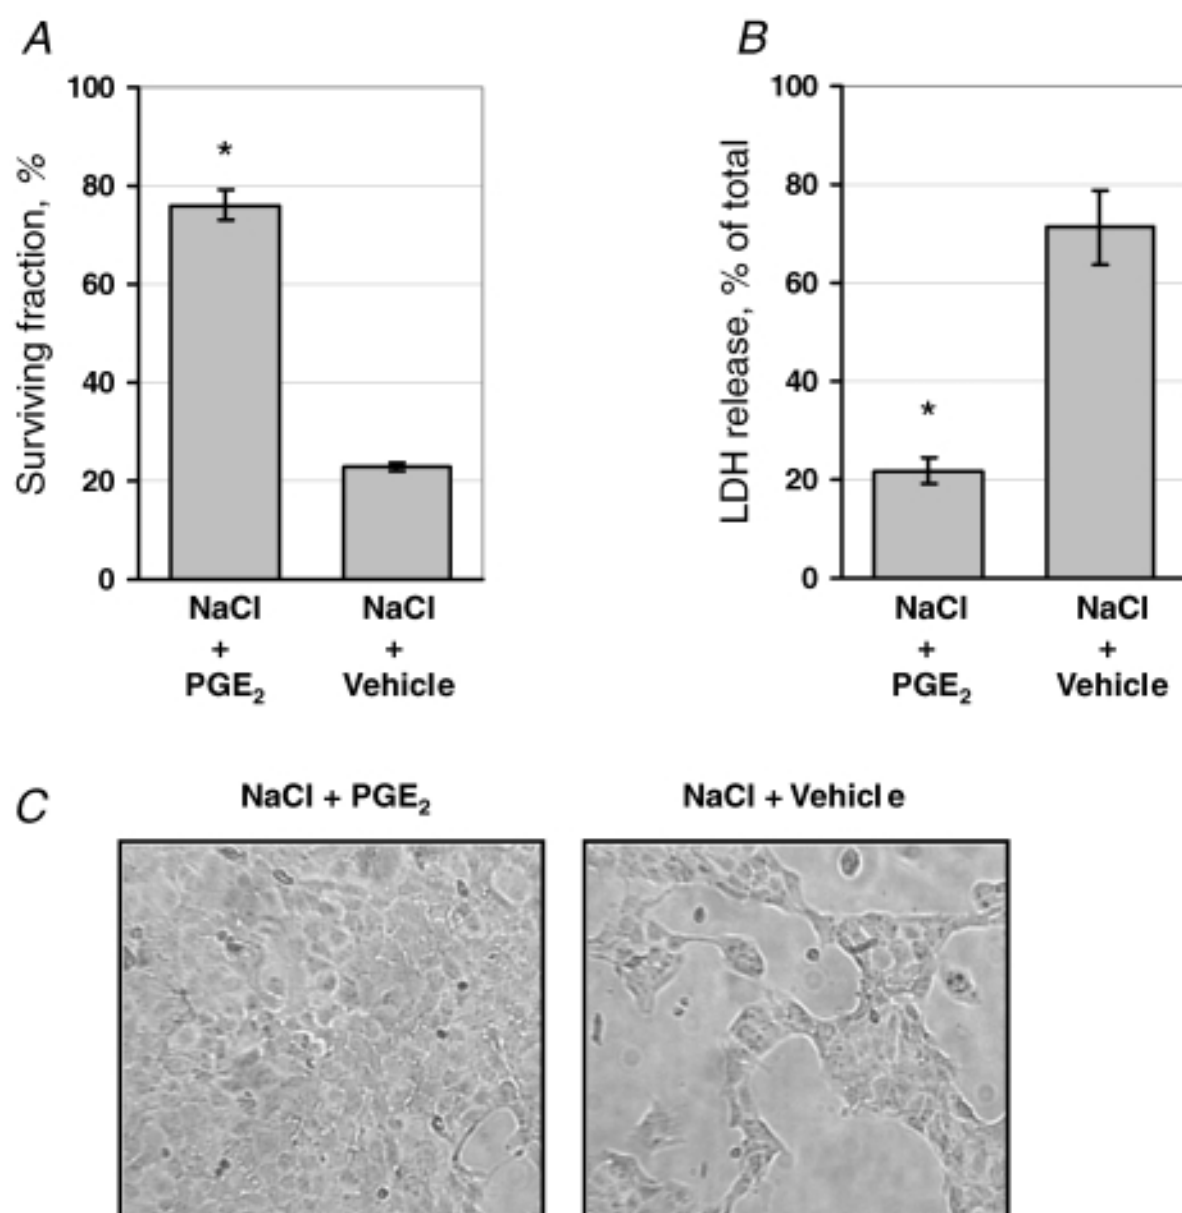 A
Surviving fraction, %
100
*
80
60
40
20
0
NaCl
+
PGE₂
NaCl
+
Vehicle
B
LDH release, % of total
100
80
60
40
*
20
0
NaCl
+
PGE₂
NaCl
+
Vehicle
C
NaCl + PGE₂
NaCl + Vehicle